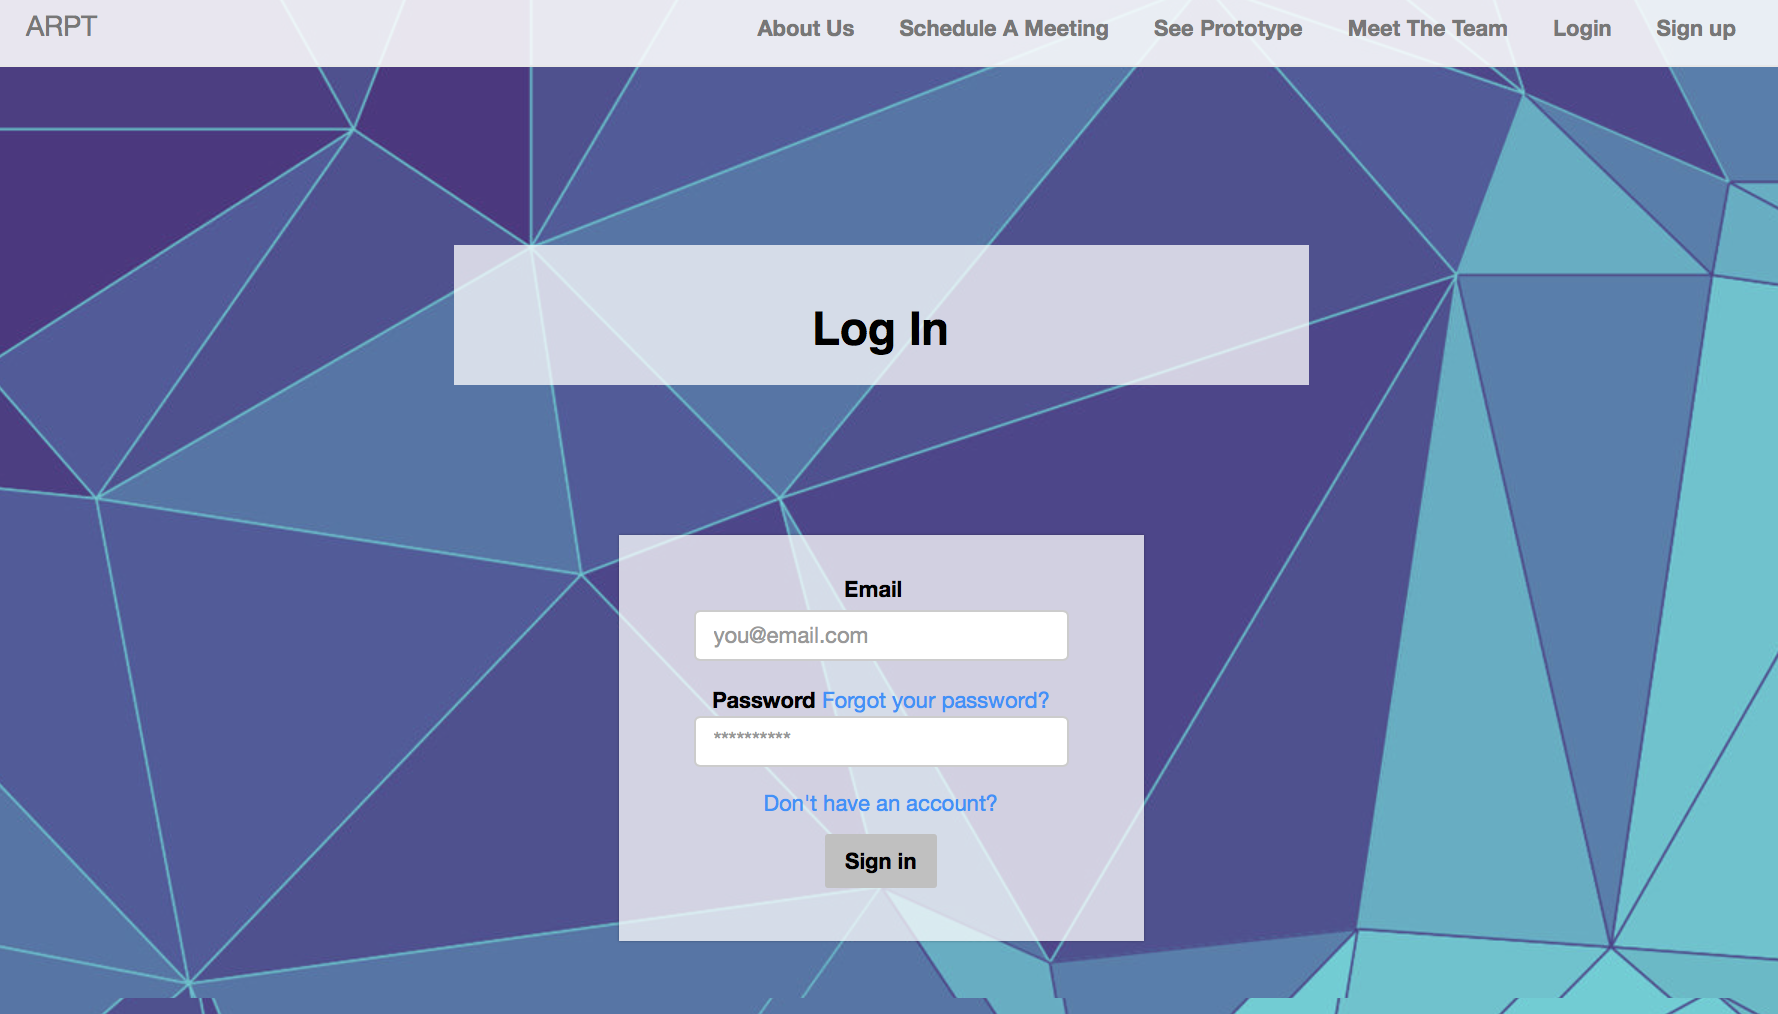 ARPT About Us Schedule A Meeting See Prototype Meet The Team Login Sign up
Log In
Email
you@email.com
Password Forgot your password?
**********
Don't have an account?
Sign in